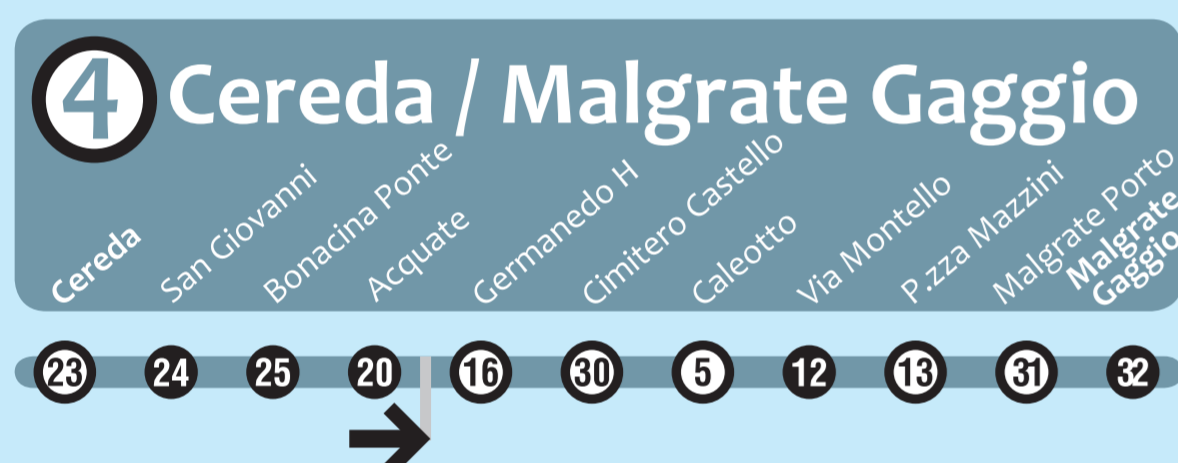 4 Cereda / Malgrate Gaggio
Cereda
San Giovanni
Bonacina Ponte
Acquate
Germanedo H
Cimitero Castello
Caleotto
Via Montello
P.zza Mazzini
Malgrate Porto
Malgrate
Gaggio
23 24 25 20 16 30 5 12 13 31 32